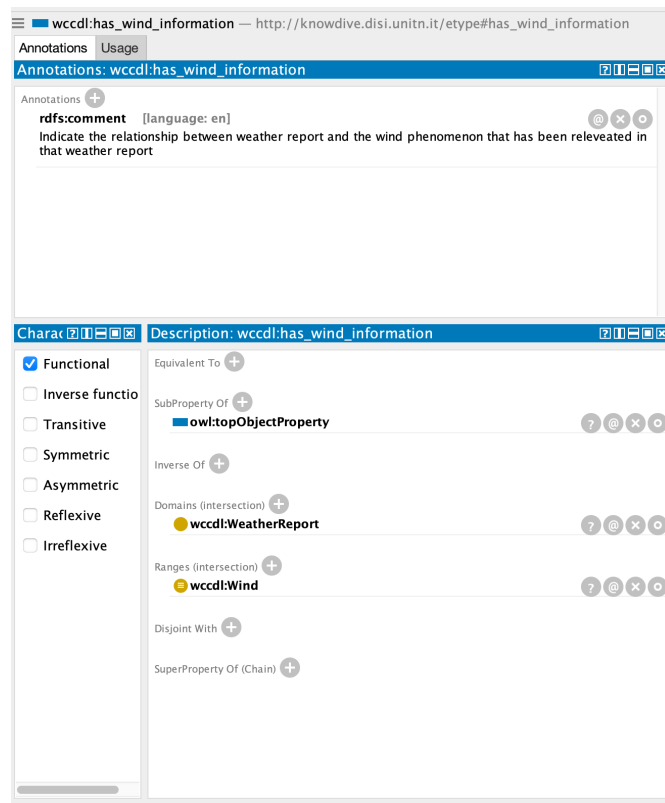 wccdl:has_wind_information — http://knowdive.disi.unitn.it/etype#has_wind_information
Annotations Usage
Annotations: wccdl:has_wind_information
Annotations
rdfs:comment [language: en]
Indicate the relationship between weather report and the wind phenomenon that has been releveated in
that weather report
Charac
Functional
Inverse functio
Transitive
Symmetric
Asymmetric
Reflexive
Irreflexive
Description: wccdl:has_wind_information
Equivalent To
SubProperty Of
owl:topObjectProperty
Inverse Of
Domains (intersection)
wccdl:WeatherReport
Ranges (intersection)
wccdl:Wind
Disjoint With
SuperProperty Of (Chain)